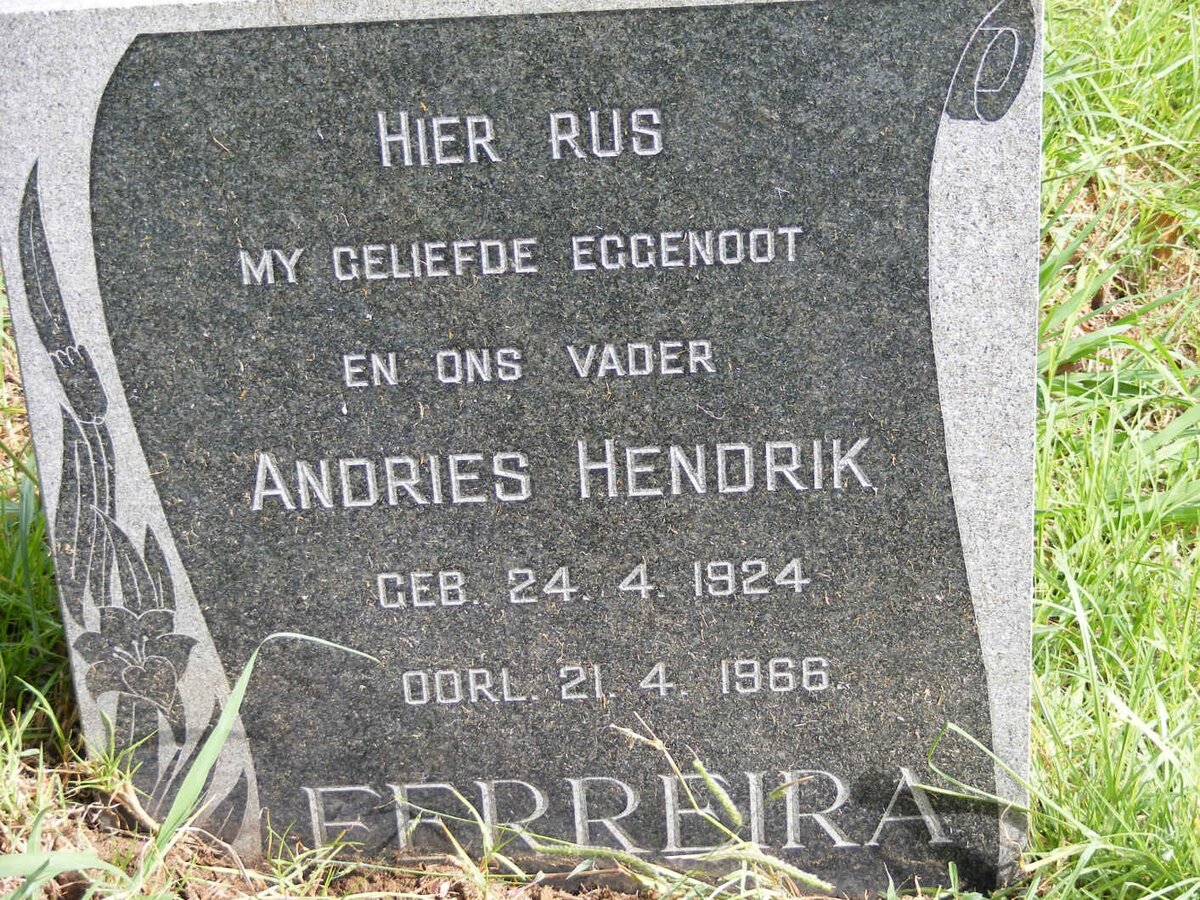 HIER RUS
MY GELIEFDE EGGENOOT
EN ONS VADER
ANDRIES HENDRIK
GEB. 24. 4. 1924
OORL. 21. 4. 1966.
FERREIRA